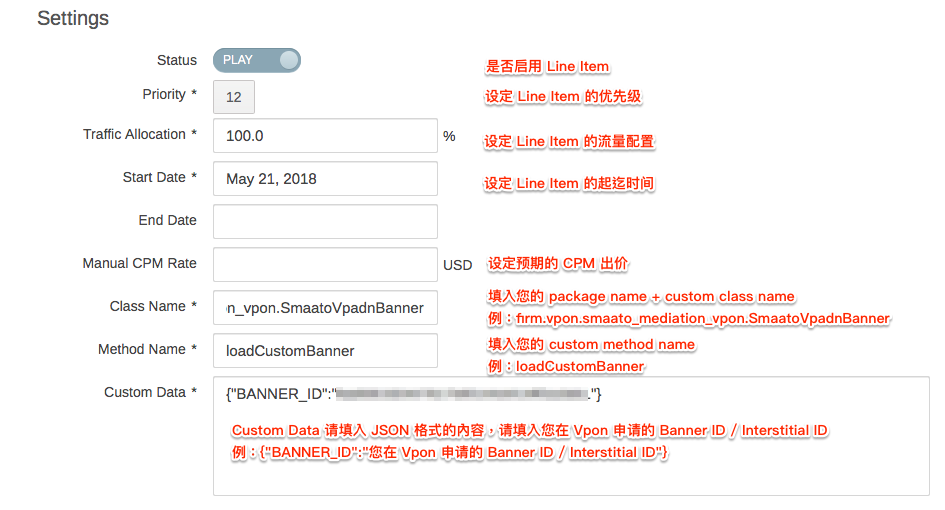 Settings
Status PLAY 是否启用 Line Item
Priority * 12 设定 Line Item 的优先级
Traffic Allocation * 100.0 % 设定 Line Item 的流量配置
Start Date * May 21, 2018 设定 Line Item 的起迄时间
End Date
Manual CPM Rate USD 设定预期的 CPM 出价
填入您的 package name + custom class name
Class Name * n_vpon.SmaatoVpadnBanner
例：firm.vpon.smaato_mediation_vpon.SmaatoVpadnBanner
填入您的 custom method name
Method Name * loadCustomBanner
例：loadCustomBanner
Custom Data * {"BANNER_ID":" "}
Custom Data 请填入 JSON 格式的内容，请填入您在 Vpon 申请的 Banner ID / Interstitial ID
例：{"BANNER_ID":"您在 Vpon 申请的 Banner ID / Interstitial ID"}